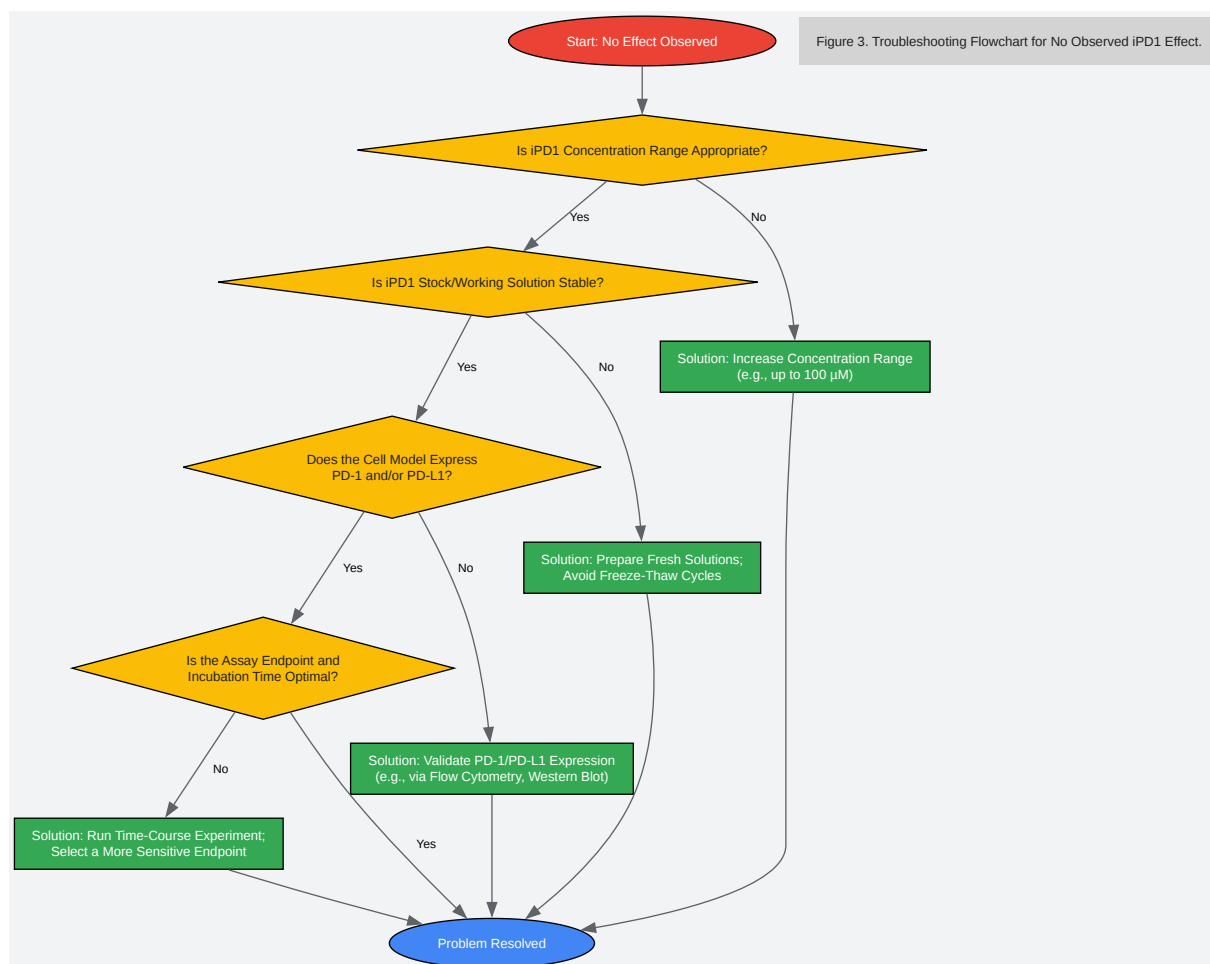 Start: No Effect Observed
Figure 3. Troubleshooting Flowchart for No Observed iPD1 Effect.
Is iPD1 Concentration Range Appropriate?
Yes
No
Is iPD1 Stock/Working Solution Stable?
Solution: Increase Concentration Range
(e.g., up to 100 µM)
Yes
No
Does the Cell Model Express
PD-1 and/or PD-L1?
Solution: Prepare Fresh Solutions;
Avoid Freeze-Thaw Cycles
Yes
No
Is the Assay Endpoint and
Incubation Time Optimal?
Solution: Validate PD-1/PD-L1 Expression
(e.g., via Flow Cytometry, Western Blot)
No
Solution: Run Time-Course Experiment;
Select a More Sensitive Endpoint
Yes
Problem Resolved